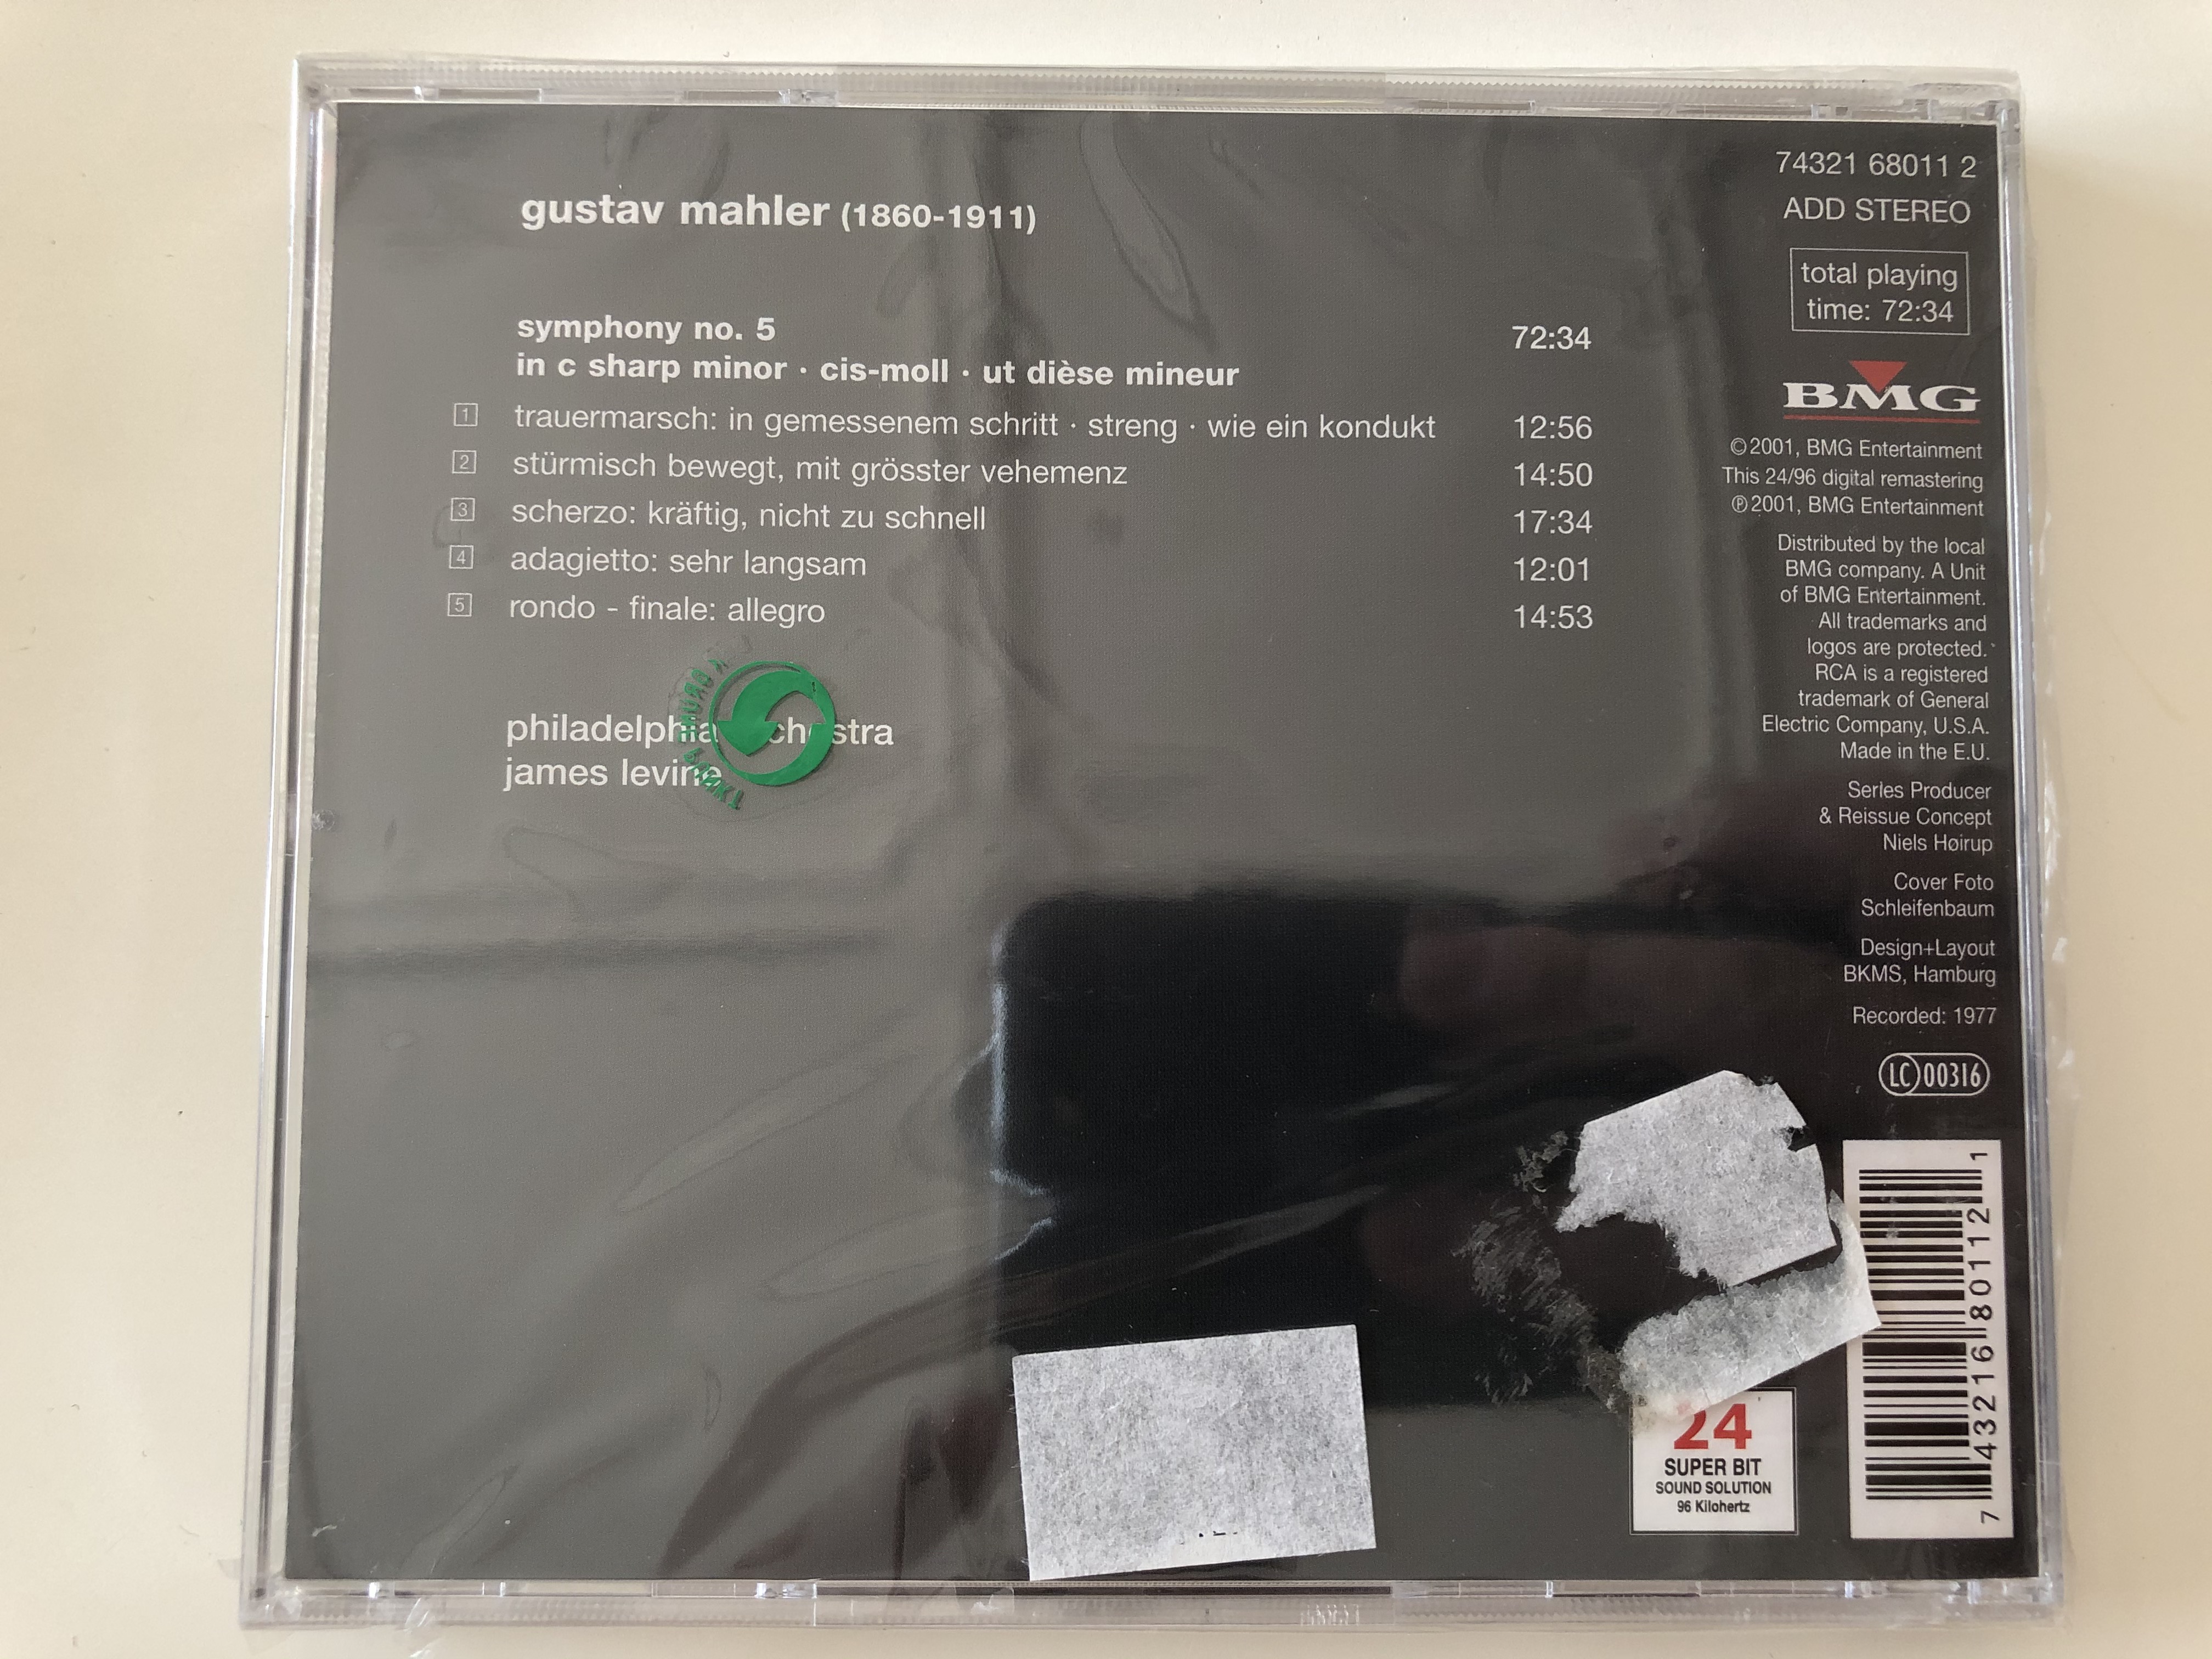 gustav mahler (1860-1911)
symphony no. 5 72:34
in c sharp minor · cis-moll · ut dièse mineur
1 trauermarsch: in gemessenem schritt · streng · wie ein kondukt 12:56
2 stürmisch bewegt, mit grösster vehemenz 14:50
3 scherzo: kräftig, nicht zu schnell 17:34
4 adagietto: sehr langsam 12:01
5 rondo - finale: allegro 14:53
philadelphia
james levine
74321 68011 2
ADD STEREO
total playing
time: 72:34
BMG
©2001, BMG Entertainment
This 24/96 digital remastering
℗2001, BMG Entertainment
Distributed by the local
BMG company. A Unit
of BMG Entertainment.
All trademarks and
logos are protected.
RCA is a registered
trademark of General
Electric Company, U.S.A.
Made in the E.U.
Series Producer
& Reissue Concept
Niels Høirup
Cover Foto
Schleifenbaum
Design+Layout
BKMS, Hamburg
Recorded: 1977
LC 00316
24
SUPER BIT
SOUND SOLUTION
96 Kilohertz
7 43216 80112 1